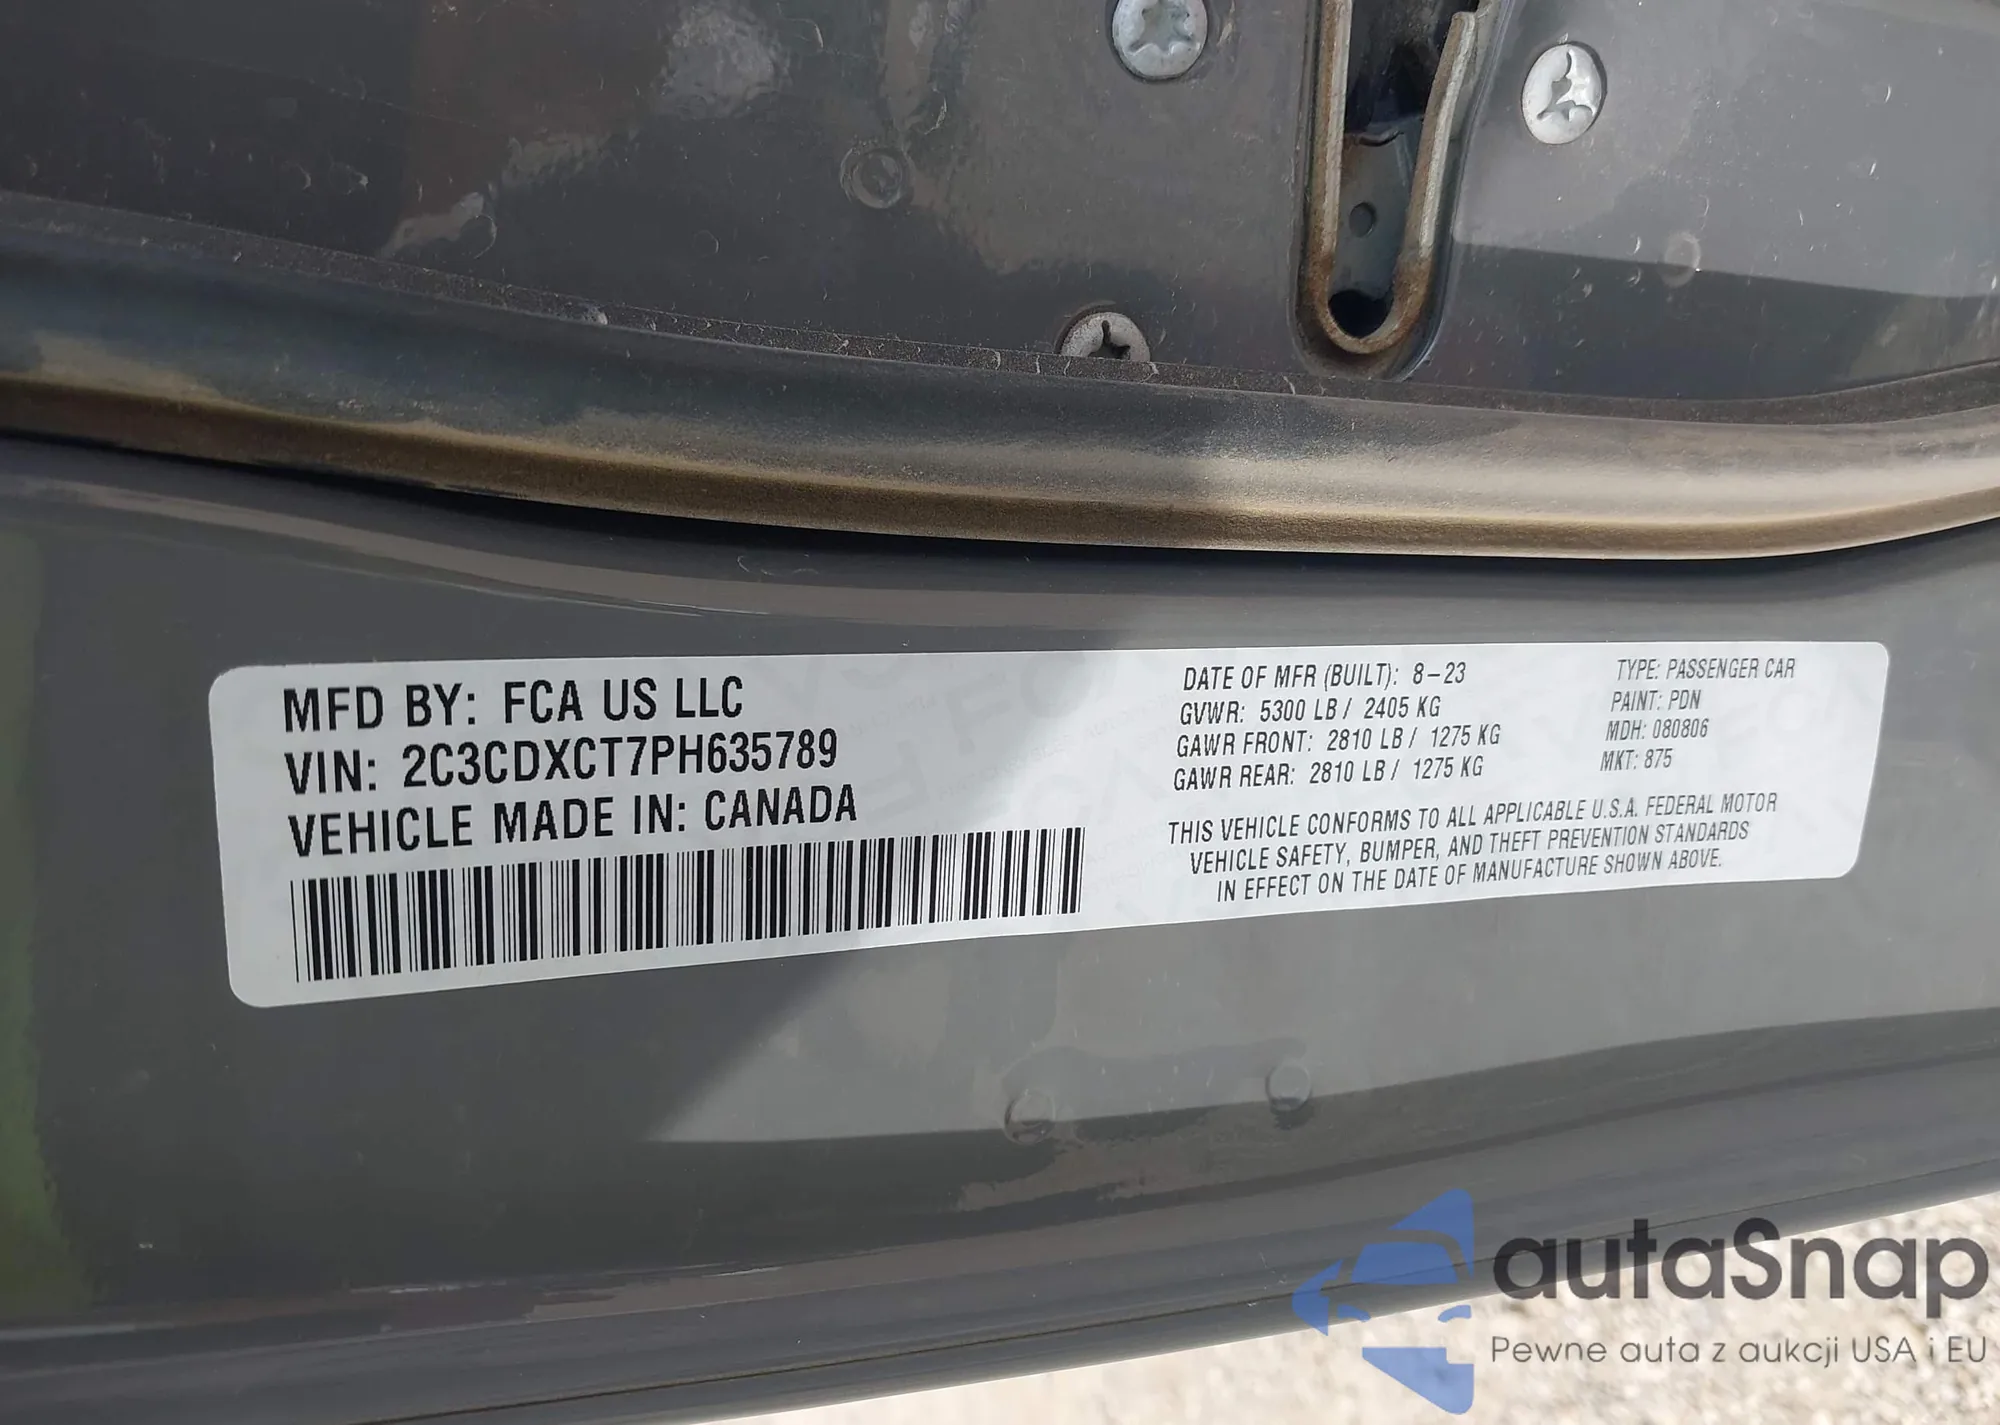 MFD BY: FCA US LLC
VIN: 2C3CDXCT7PH635789
VEHICLE MADE IN: CANADA
DATE OF MFR (BUILT): 8-23
GVWR: 5300 LB / 2405 KG
GAWR FRONT: 2810 LB / 1275 KG
GAWR REAR: 2810 LB / 1275 KG
TYPE: PASSENGER CAR
PAINT: PDN
MDH: 080806
MKT: 875
THIS VEHICLE CONFORMS TO ALL APPLICABLE U.S.A. FEDERAL MOTOR
VEHICLE SAFETY, BUMPER, AND THEFT PREVENTION STANDARDS
IN EFFECT ON THE DATE OF MANUFACTURE SHOWN ABOVE.
autaSnap
Pewne auta z aukcji USA i EU